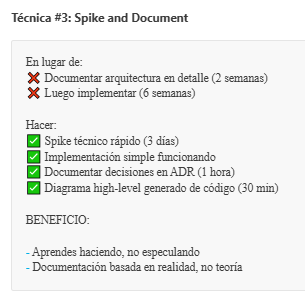 Técnica #3: Spike and Document
En lugar de:
❌ Documentar arquitectura en detalle (2 semanas)
❌ Luego implementar (6 semanas)
Hacer:
✅ Spike técnico rápido (3 días)
✅ Implementación simple funcionando
✅ Documentar decisiones en ADR (1 hora)
✅ Diagrama high-level generado de código (30 min)
BENEFICIO:
- Aprendes haciendo, no especulando
- Documentación basada en realidad, no teoría